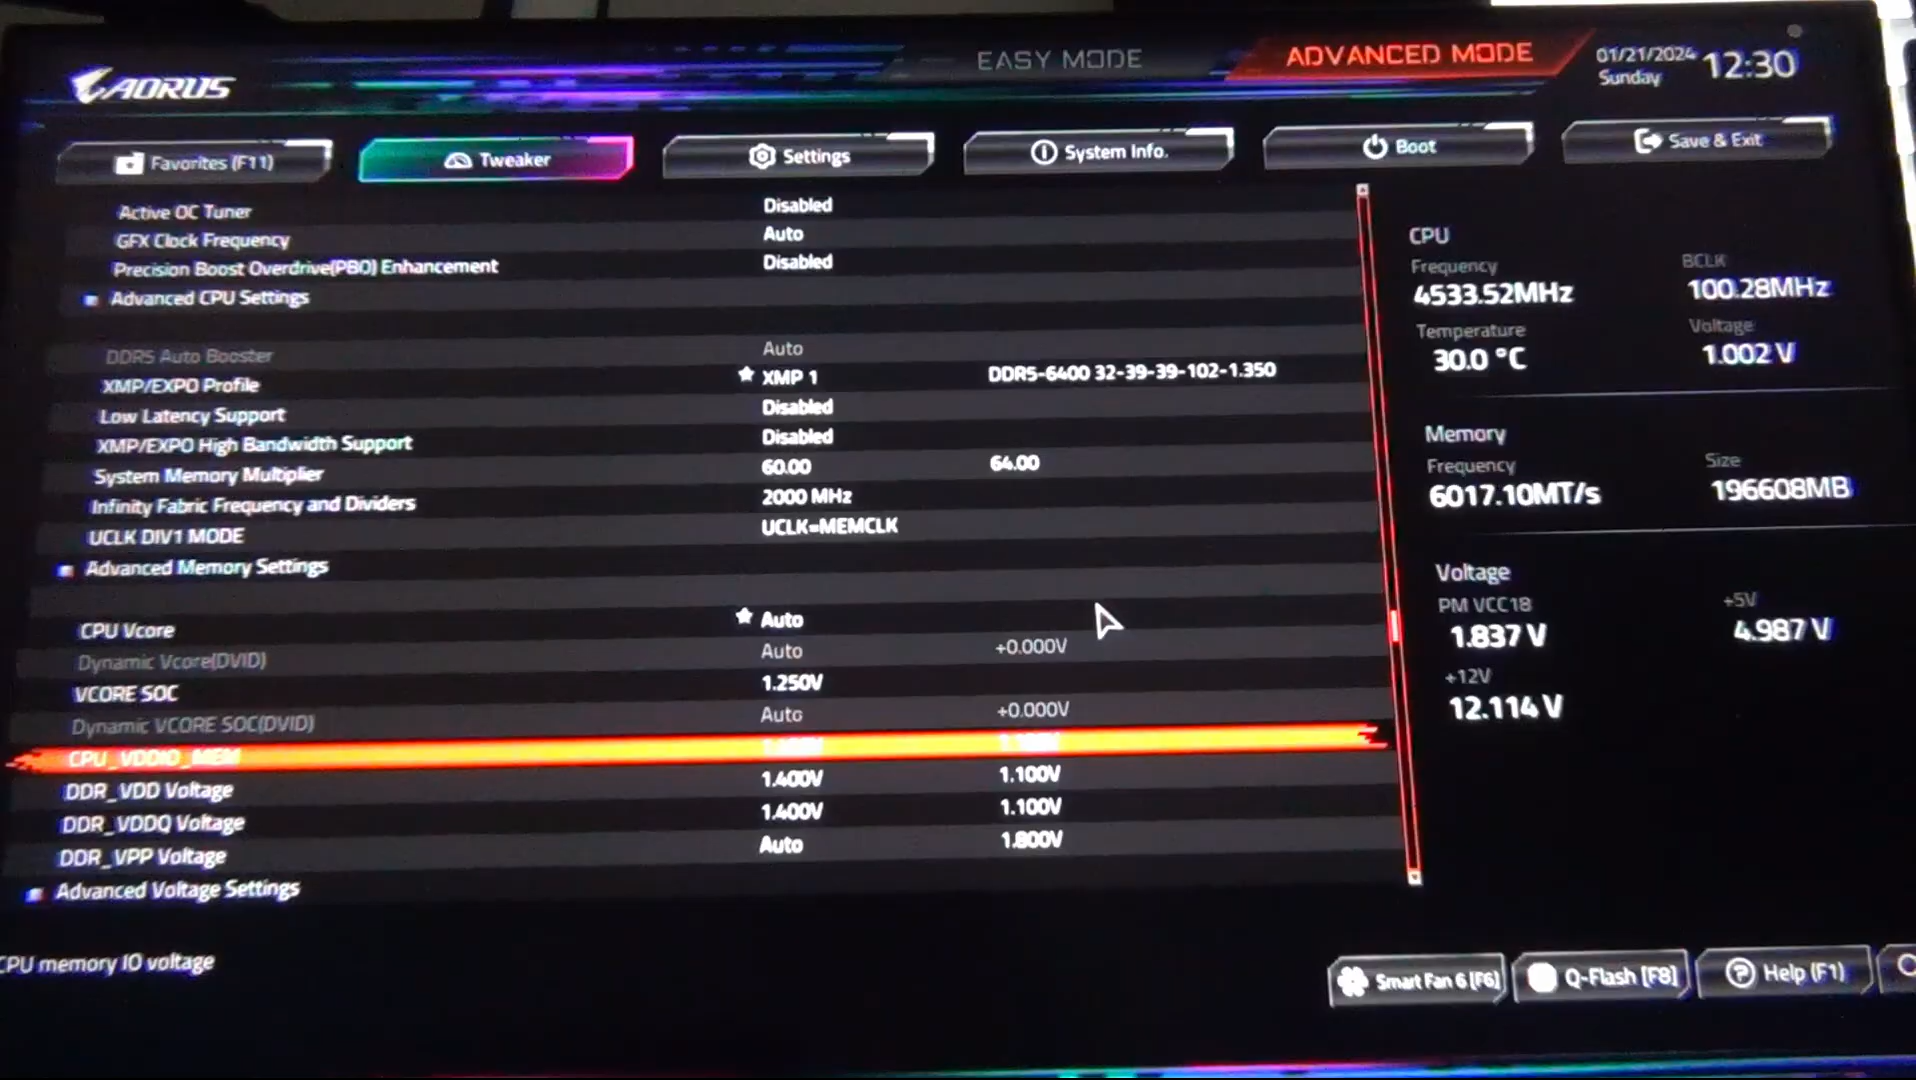 AORUS
EASY MODE
ADVANCED MODE
01/21/2024
Sunday
12:30
Favorites (F11)
Tweaker
Settings
System Info.
Boot
Save & Exit
Active OC Tuner Disabled
GFX Clock Frequency Auto
Precision Boost Overdrive(PBO) Enhancement Disabled
Advanced CPU Settings
DDR5 Auto Booster Auto
XMP/EXPO Profile XMP 1 DDR5-6400 32-39-39-102-1.350
Low Latency Support Disabled
XMP/EXPO High Bandwidth Support Disabled
System Memory Multiplier 60.00 64.00
Infinity Fabric Frequency and Dividers 2000 MHz
UCLK DIV1 MODE UCLK=MEMCLK
Advanced Memory Settings
CPU Vcore Auto
Dynamic Vcore(DVID) Auto +0.000V
VCORE SOC 1.250V
Dynamic VCORE SOC(DVID) Auto +0.000V
CPU_VDDIO_MEM
DDR_VDD Voltage 1.400V 1.100V
DDR_VDDQ Voltage 1.400V 1.100V
DDR_VPP Voltage Auto 1.800V
Advanced Voltage Settings
CPU
Frequency BCLK
4533.52MHz 100.28MHz
Temperature Voltage
30.0 °C 1.002 V
Memory
Frequency Size
6017.10MT/s 196608MB
Voltage
PM VCC18 +5V
1.837 V 4.987 V
+12V
12.114 V
CPU memory IO voltage
Smart Fan 6 [F6]
Q-Flash [F8]
Help (F1)